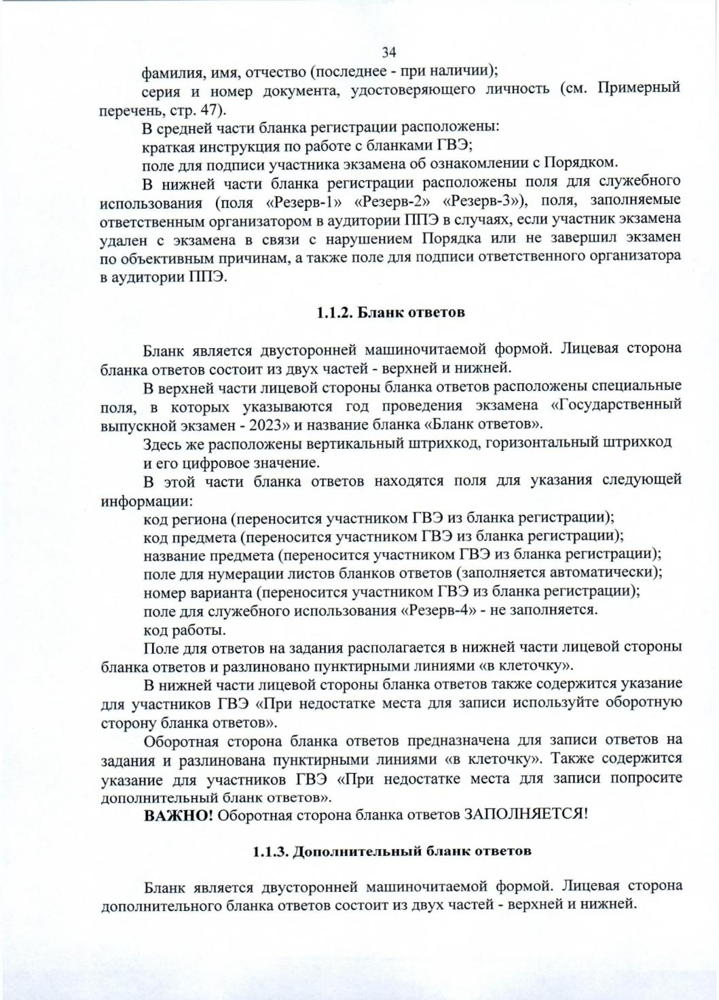 34
фамилия, имя, отчество (последнее - при наличии);
серия и номер документа, удостоверяющего личность (см. Примерный
перечень, стр. 47).
В средней части бланка регистрации расположены:
краткая инструкция по работе с бланками ГВЭ;
поле для подписи участника экзамена об ознакомлении с Порядком.
В нижней части бланка регистрации расположены поля для служебного
использования (поля «Резерв-1» «Резерв-2» «Резерв-3»), поля, заполняемые
ответственным организатором в аудитории ППЭ в случаях, если участник экзамена
удален с экзамена в связи с нарушением Порядка или не завершил экзамен
по объективным причинам, а также поле для подписи ответственного организатора
в аудитории ППЭ.
1.1.2. Бланк ответов
Бланк является двусторонней машиночитаемой формой. Лицевая сторона
бланка ответов состоит из двух частей - верхней и нижней.
В верхней части лицевой стороны бланка ответов расположены специальные
поля, в которых указываются год проведения экзамена «Государственный
выпускной экзамен - 2023» и название бланка «Бланк ответов».
Здесь же расположены вертикальный штрихкод, горизонтальный штрихкод
и его цифровое значение.
В этой части бланка ответов находятся поля для указания следующей
информации:
код региона (переносится участником ГВЭ из бланка регистрации);
код предмета (переносится участником ГВЭ из бланка регистрации);
название предмета (переносится участником ГВЭ из бланка регистрации);
поле для нумерации листов бланков ответов (заполняется автоматически);
номер варианта (переносится участником ГВЭ из бланка регистрации);
поле для служебного использования «Резерв-4» - не заполняется.
код работы.
Поле для ответов на задания располагается в нижней части лицевой стороны
бланка ответов и разлиновано пунктирными линиями «в клеточку».
В нижней части лицевой стороны бланка ответов также содержится указание
для участников ГВЭ «При недостатке места для записи используйте оборотную
сторону бланка ответов».
Оборотная сторона бланка ответов предназначена для записи ответов на
задания и разлинована пунктирными линиями «в клеточку». Также содержится
указание для участников ГВЭ «При недостатке места для записи попросите
дополнительный бланк ответов».
ВАЖНО! Оборотная сторона бланка ответов ЗАПОЛНЯЕТСЯ!
1.1.3. Дополнительный бланк ответов
Бланк является двусторонней машиночитаемой формой. Лицевая сторона
дополнительного бланка ответов состоит из двух частей - верхней и нижней.